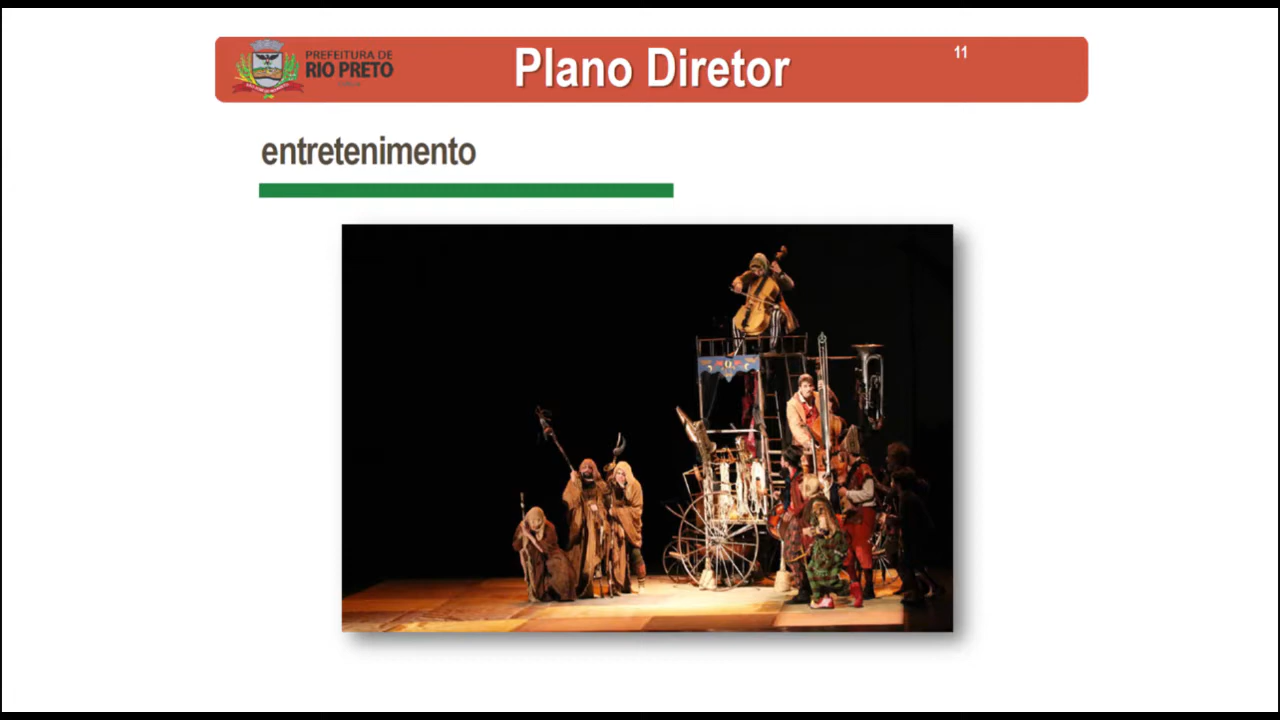 PREFEITURA DE
RIO PRETO
Plano Diretor
11
entretenimento